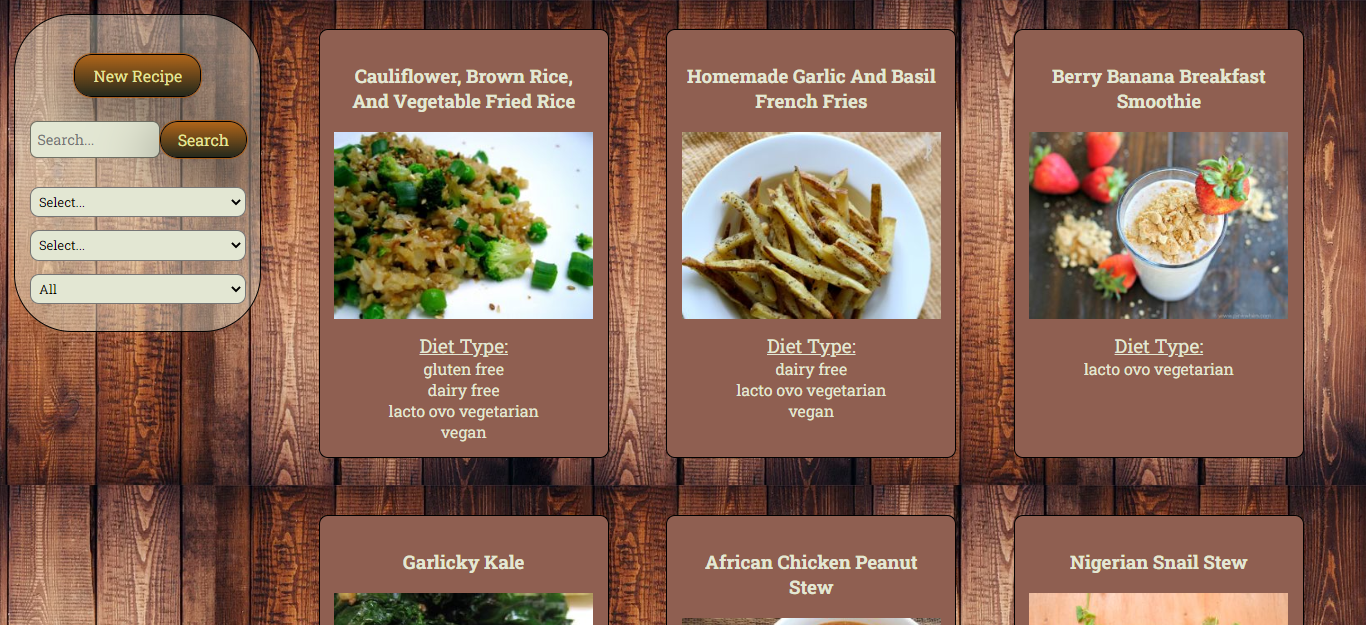 New Recipe
Search...
Search
Select...
Select...
All
Cauliflower, Brown Rice,
And Vegetable Fried Rice
Diet Type:
gluten free
dairy free
lacto ovo vegetarian
vegan
Homemade Garlic And Basil
French Fries
Diet Type:
dairy free
lacto ovo vegetarian
vegan
Berry Banana Breakfast
Smoothie
Diet Type:
lacto ovo vegetarian
Garlicky Kale
African Chicken Peanut
Stew
Nigerian Snail Stew